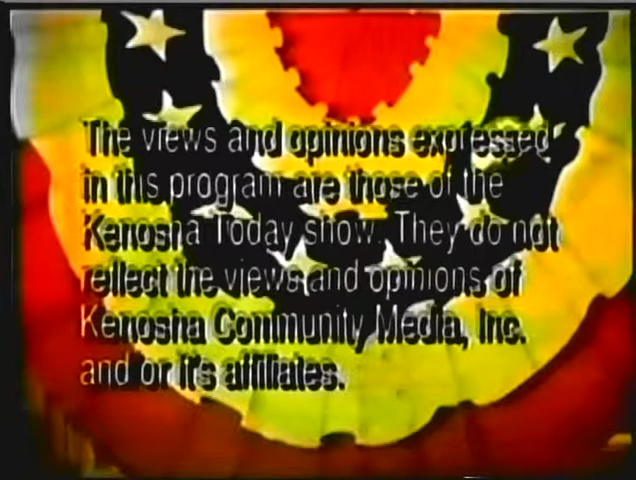 The views and opinions expressed
in this program are those of the
Kenosha Today show. They do not
reflect the views and opinions of
Kenosha Community Media, Inc.
and or it's affiliates.